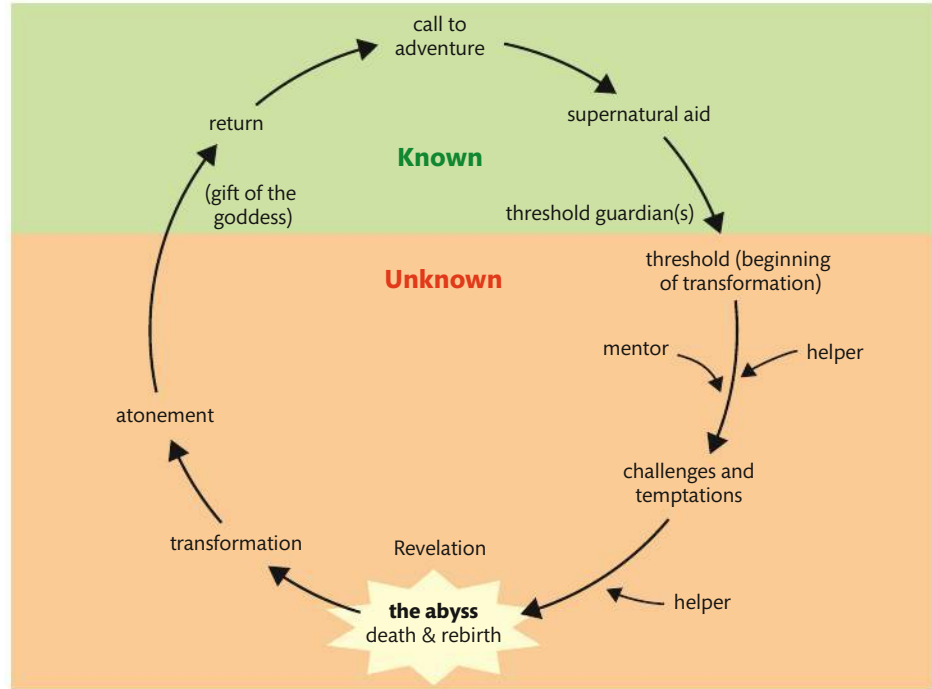 call to
adventure
supernatural aid
return
Known
(gift of the
goddess)
threshold guardian(s)
Unknown
threshold (beginning
of transformation)
mentor
helper
atonement
challenges and
temptations
transformation
Revelation
the abyss
death & rebirth
helper